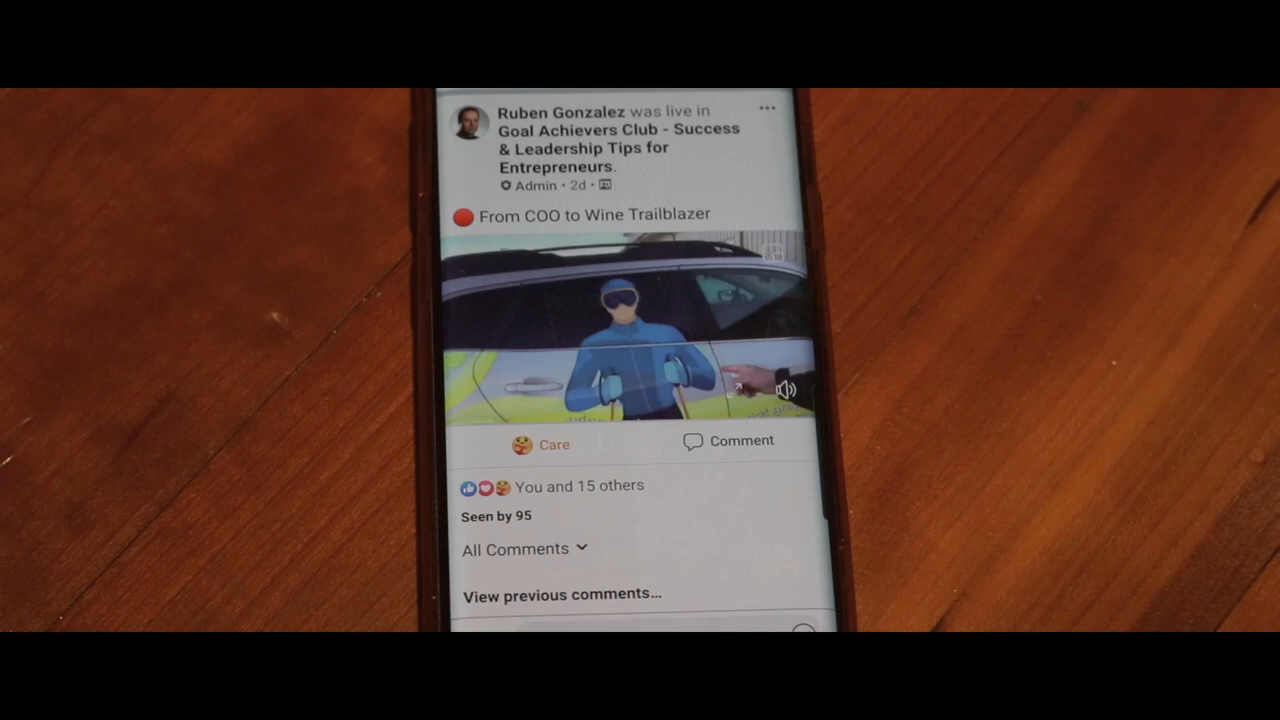 Ruben Gonzalez was live in
Goal Achievers Club - Success
& Leadership Tips for
Entrepreneurs.
Admin · 2d ·
From COO to Wine Trailblazer
Care
Comment
You and 15 others
Seen by 95
All Comments
View previous comments...